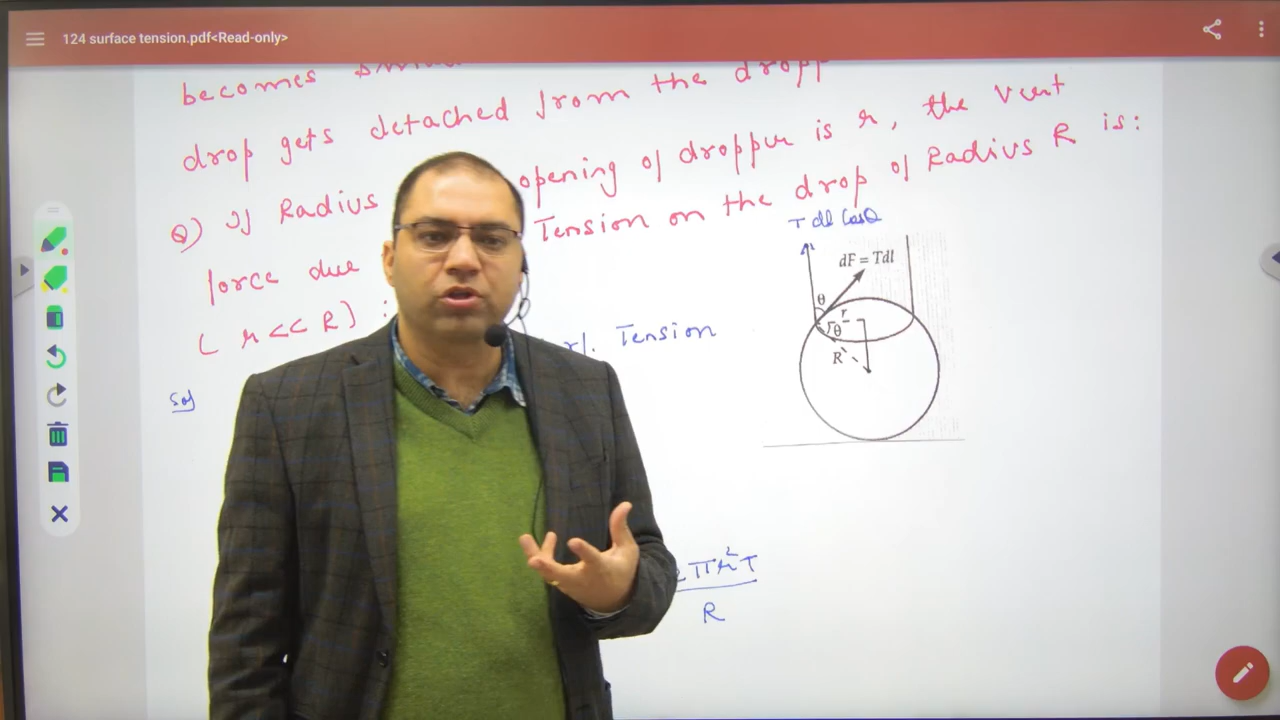 124 surface tension.pdf<Read-only>
becomes
drop gets detached from the dropp
Q) If Radius opening of dropper is r, the vert
force due Tension on the drop of Radius R is:
( r << R) :
Tension
Sol
T dl Cosθ
dF = Tdl
θ
r
θ
R
2πr²T
R